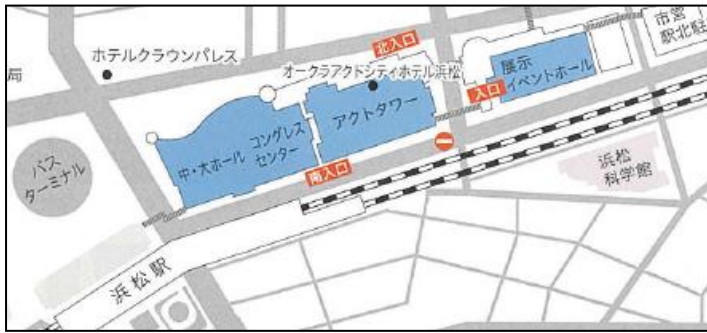 市営
駅北駐
北入口
ホテルクラウンパレス
局
オークラアクトシティホテル浜松
展示
イベントホール
入口
アクトタワー
コングレス
センター
中・大ホール
南入口
バス
ターミナル
浜松
科学館
浜松駅